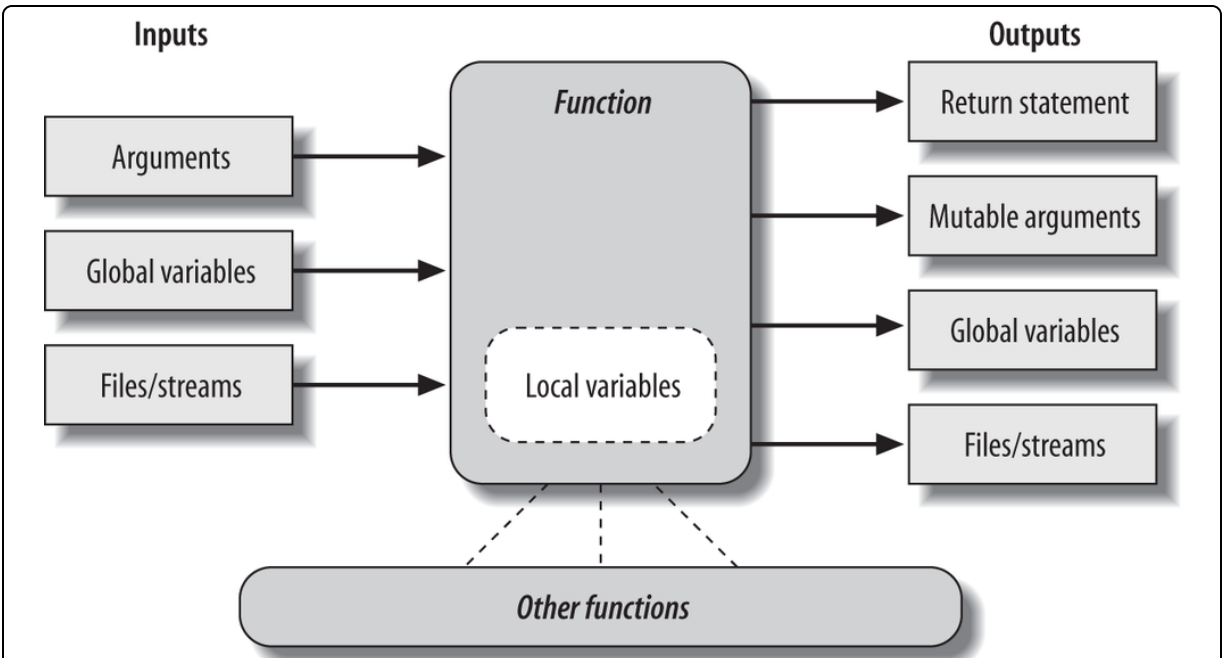 Inputs
Outputs
Function
Arguments
Global variables
Files/streams
Local variables
Return statement
Mutable arguments
Global variables
Files/streams
Other functions